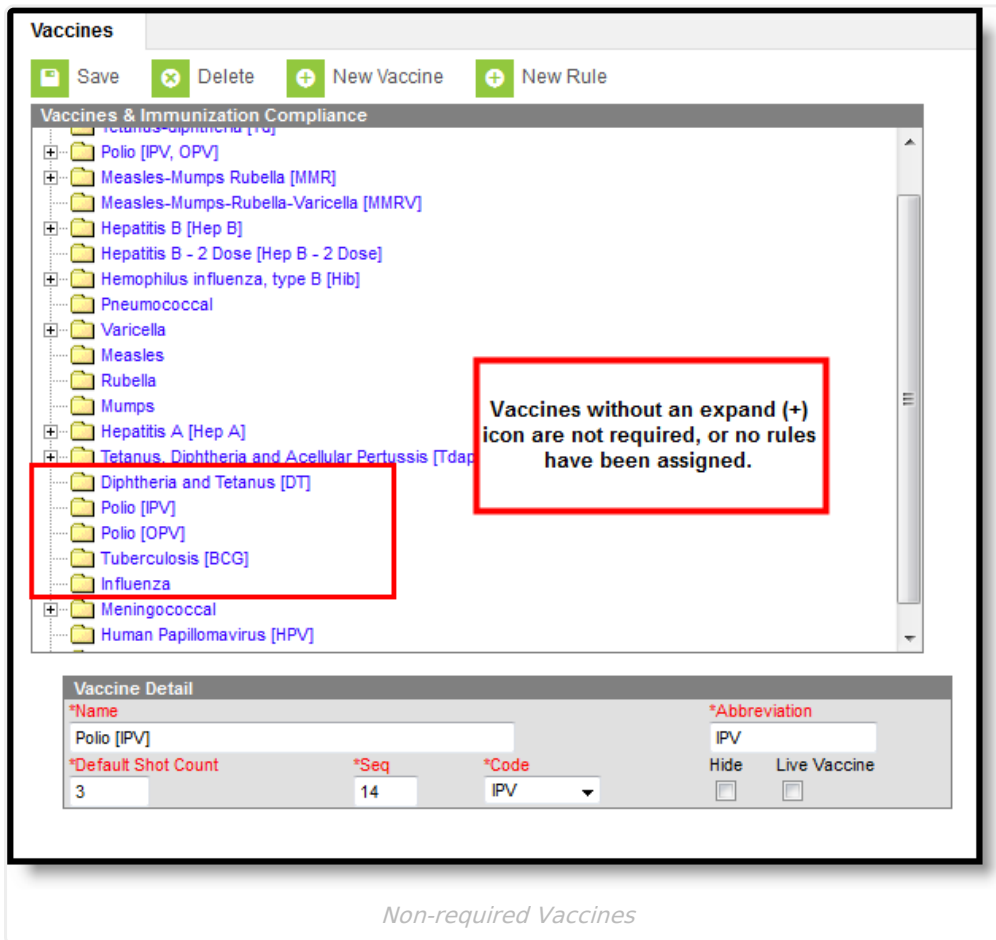 Vaccines
Save Delete New Vaccine New Rule
Vaccines & Immunization Compliance
Tetanus-diphtheria [Td]
Polio [IPV, OPV]
Measles-Mumps Rubella [MMR]
Measles-Mumps-Rubella-Varicella [MMRV]
Hepatitis B [Hep B]
Hepatitis B - 2 Dose [Hep B - 2 Dose]
Hemophilus influenza, type B [Hib]
Pneumococcal
Varicella
Measles
Rubella
Mumps
Hepatitis A [Hep A]
Tetanus, Diphtheria and Acellular Pertussis [Tdap
Diphtheria and Tetanus [DT]
Polio [IPV]
Polio [OPV]
Tuberculosis [BCG]
Influenza
Meningococcal
Human Papillomavirus [HPV]
Vaccines without an expand (+)
icon are not required, or no rules
have been assigned.
Vaccine Detail
*Name *Abbreviation
Polio [IPV] IPV
*Default Shot Count *Seq *Code Hide Live Vaccine
3 14 IPV
Non-required Vaccines